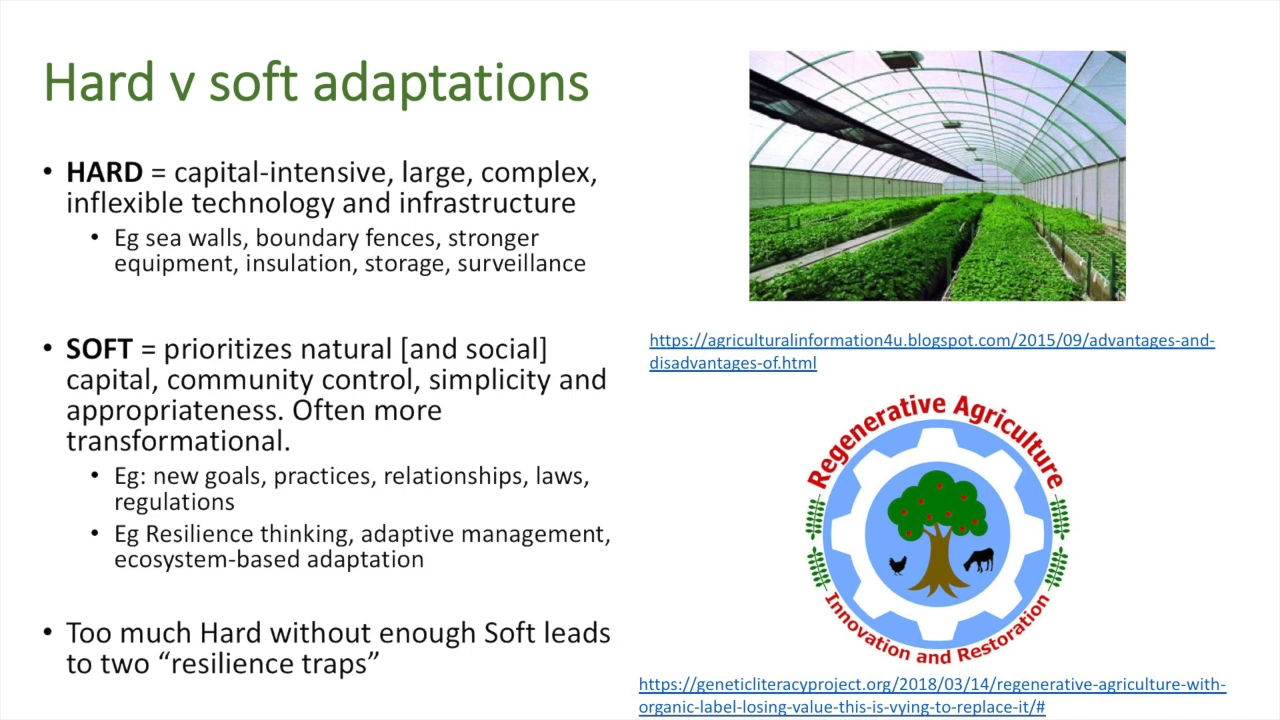 Hard v soft adaptations
• HARD = capital-intensive, large, complex,
inflexible technology and infrastructure
• Eg sea walls, boundary fences, stronger
equipment, insulation, storage, surveillance
• SOFT = prioritizes natural [and social]
capital, community control, simplicity and
appropriateness. Often more
transformational.
• Eg: new goals, practices, relationships, laws,
regulations
• Eg Resilience thinking, adaptive management,
ecosystem-based adaptation
• Too much Hard without enough Soft leads
to two “resilience traps”
https://agriculturalinformation4u.blogspot.com/2015/09/advantages-and-
disadvantages-of.html
Regenerative Agriculture
Innovation and Restoration
https://geneticliteracyproject.org/2018/03/14/regenerative-agriculture-with-
organic-label-losing-value-this-is-vying-to-replace-it/#